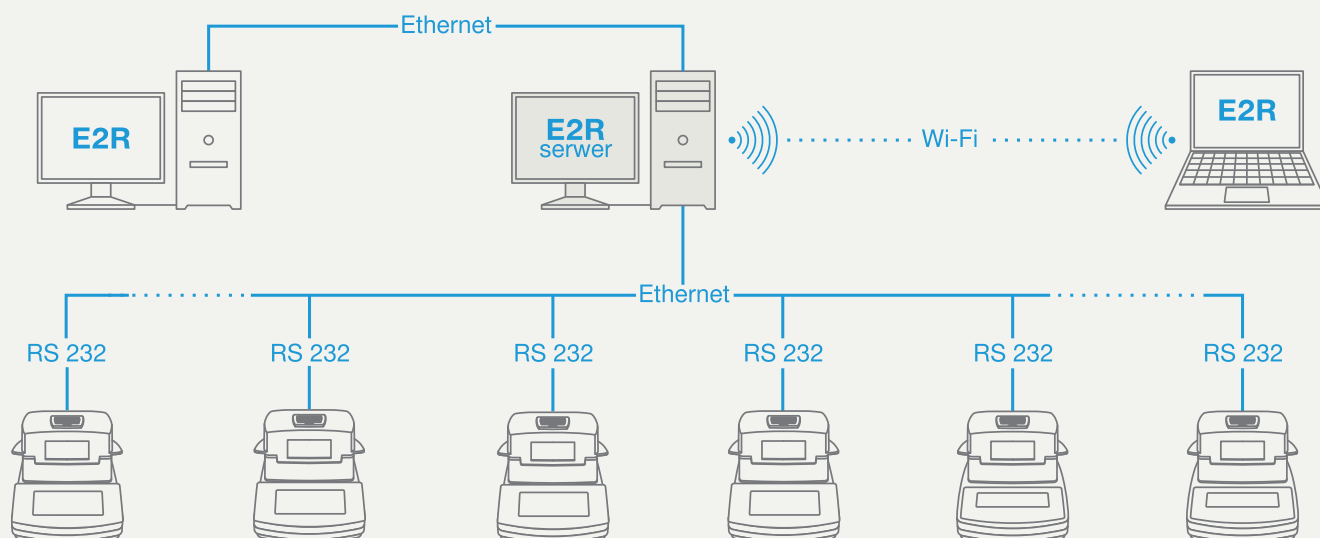 Ethernet
E2R
E2R
serwer
Wi-Fi
E2R
Ethernet
RS 232
RS 232
RS 232
RS 232
RS 232
RS 232